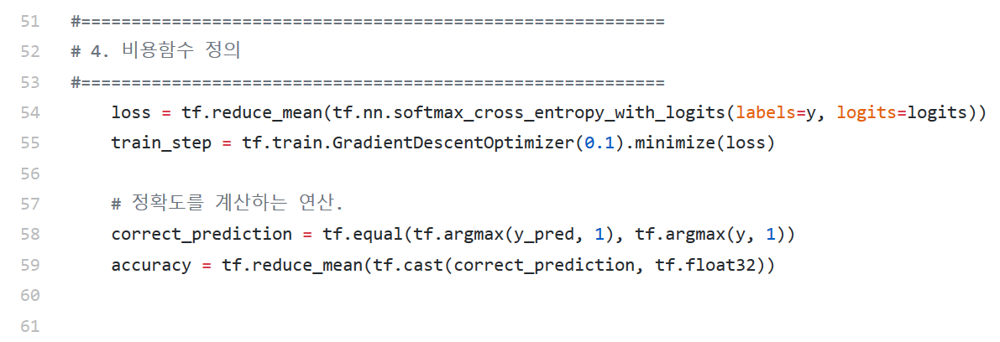 51 #==========================================================
52 # 4. 비용함수 정의
53 #==========================================================
54     loss = tf.reduce_mean(tf.nn.softmax_cross_entropy_with_logits(labels=y, logits=logits))
55     train_step = tf.train.GradientDescentOptimizer(0.1).minimize(loss)
56
57     # 정확도를 계산하는 연산.
58     correct_prediction = tf.equal(tf.argmax(y_pred, 1), tf.argmax(y, 1))
59     accuracy = tf.reduce_mean(tf.cast(correct_prediction, tf.float32))
60
61